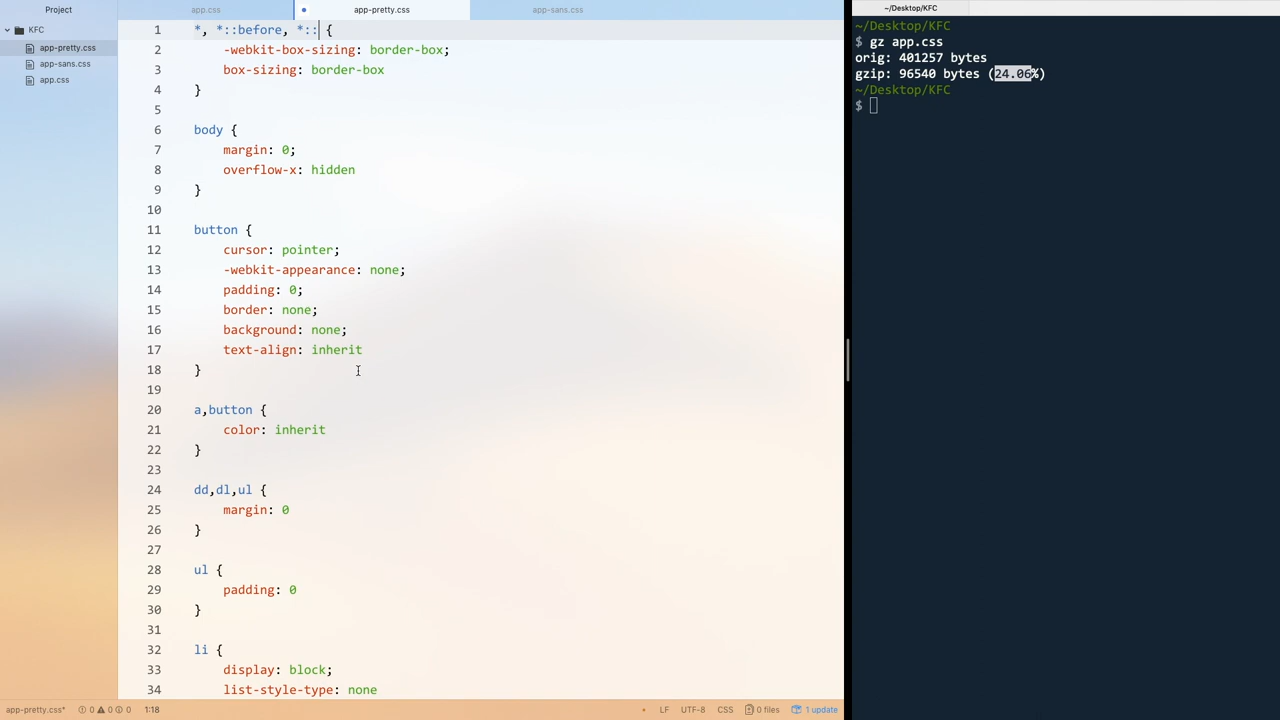 Project
KFC
app-pretty.css
app-sans.css
app.css
app.css
app-pretty.css
app-sans.css
1 *, *::before, *:: {
2 -webkit-box-sizing: border-box;
3 box-sizing: border-box
4 }
5
6 body {
7 margin: 0;
8 overflow-x: hidden
9 }
10
11 button {
12 cursor: pointer;
13 -webkit-appearance: none;
14 padding: 0;
15 border: none;
16 background: none;
17 text-align: inherit
18 }
19
20 a,button {
21 color: inherit
22 }
23
24 dd,dl,ul {
25 margin: 0
26 }
27
28 ul {
29 padding: 0
30 }
31
32 li {
33 display: block;
34 list-style-type: none
app-pretty.css* 0 0 0 1:18 LF UTF-8 CSS 0 files 1 update
~/Desktop/KFC
~/Desktop/KFC
$ gz app.css
orig: 401257 bytes
gzip: 96540 bytes (24.06%)
~/Desktop/KFC
$